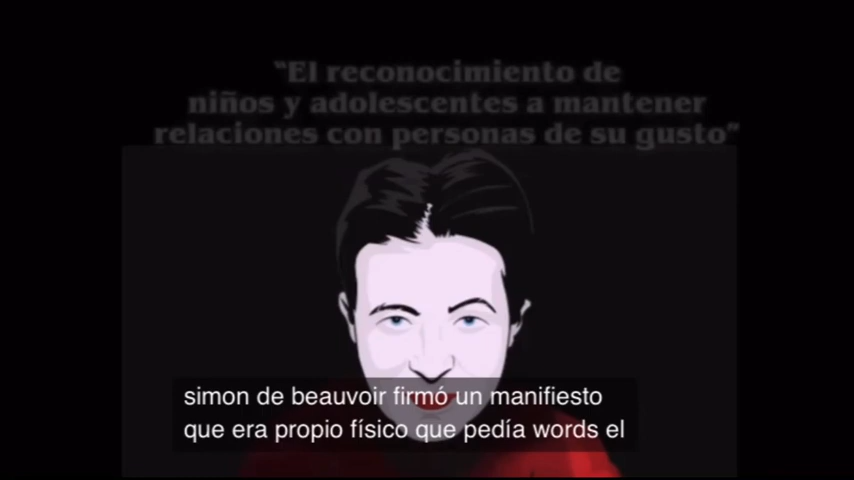 “El reconocimiento de
niños y adolescentes a mantener
relaciones con personas de su gusto”
simon de beauvoir firmó un manifiesto
que era propio físico que pedía words el